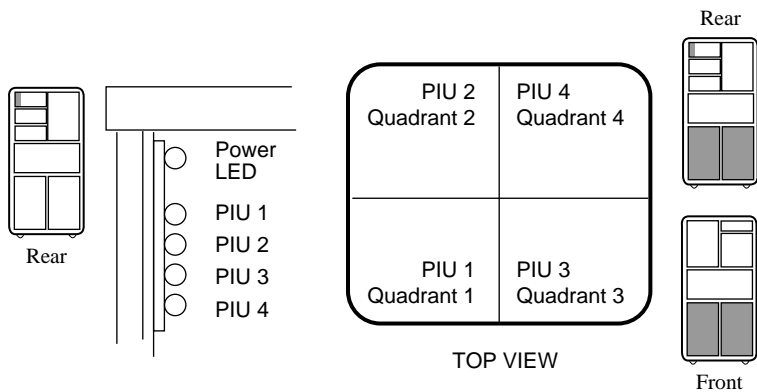 Rear
Power
LED
PIU 1
PIU 2
PIU 3
PIU 4
PIU 2
Quadrant 2
PIU 4
Quadrant 4
PIU 1
Quadrant 1
PIU 3
Quadrant 3
TOP VIEW
Rear
Front